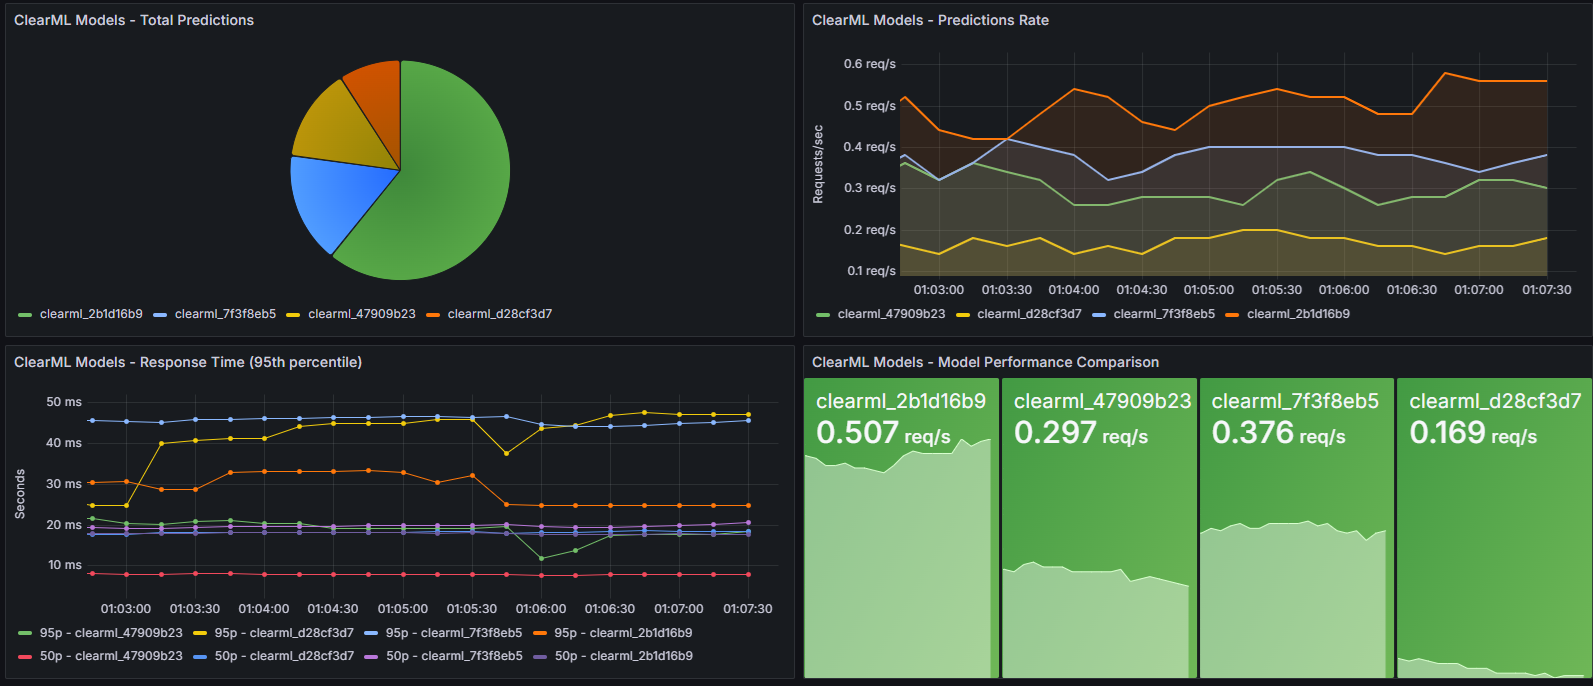 ClearML Models - Total Predictions
clearml_2b1d16b9 clearml_7f3f8eb5 clearml_47909b23 clearml_d28cf3d7
ClearML Models - Predictions Rate
Requests/sec
0.6 req/s
0.5 req/s
0.4 req/s
0.3 req/s
0.2 req/s
0.1 req/s
01:03:00 01:03:30 01:04:00 01:04:30 01:05:00 01:05:30 01:06:00 01:06:30 01:07:00 01:07:30
clearml_47909b23 clearml_d28cf3d7 clearml_7f3f8eb5 clearml_2b1d16b9
ClearML Models - Response Time (95th percentile)
Seconds
50 ms
40 ms
30 ms
20 ms
10 ms
01:03:00 01:03:30 01:04:00 01:04:30 01:05:00 01:05:30 01:06:00 01:06:30 01:07:00 01:07:30
95p - clearml_47909b23 95p - clearml_d28cf3d7 95p - clearml_7f3f8eb5 95p - clearml_2b1d16b9
50p - clearml_47909b23 50p - clearml_d28cf3d7 50p - clearml_7f3f8eb5 50p - clearml_2b1d16b9
ClearML Models - Model Performance Comparison
clearml_2b1d16b9
0.507 req/s
clearml_47909b23
0.297 req/s
clearml_7f3f8eb5
0.376 req/s
clearml_d28cf3d7
0.169 req/s